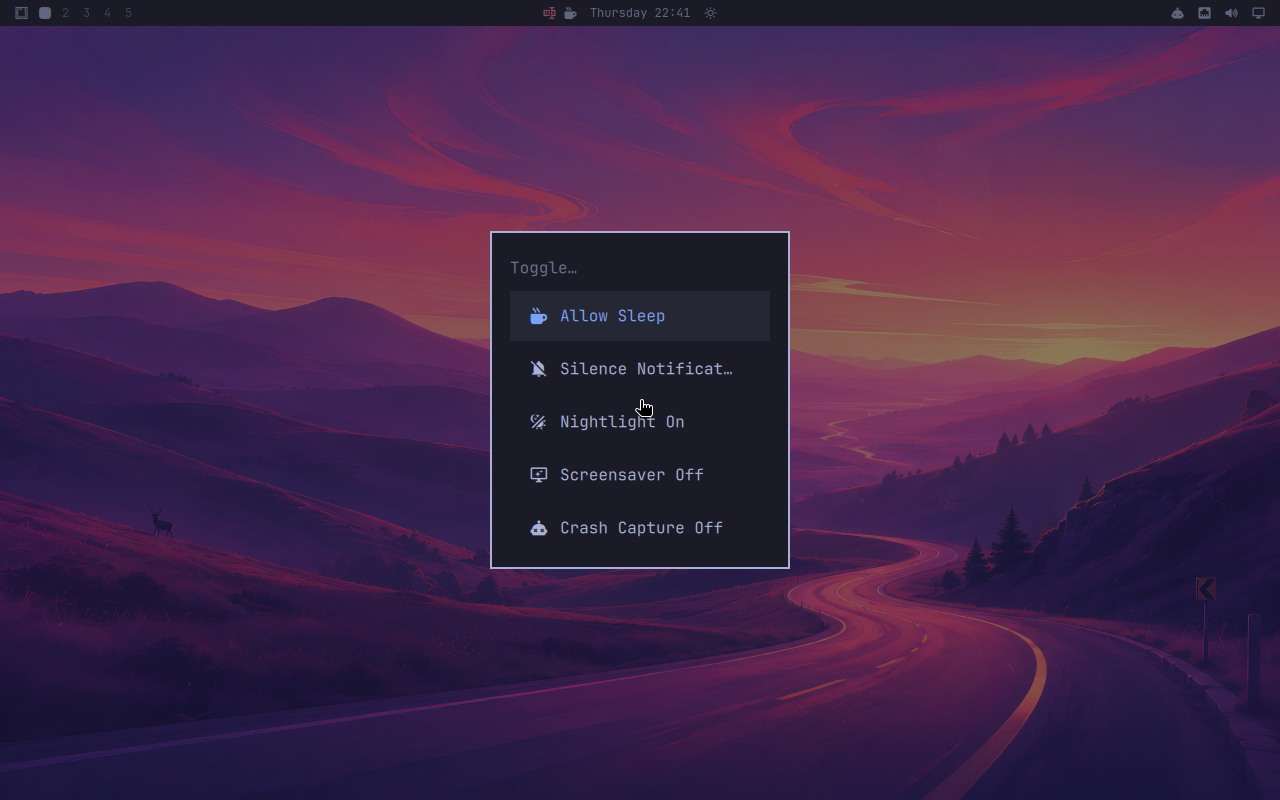 2 3 4 5
Thursday 22:41
Toggle…
Allow Sleep
Silence Notificat…
Nightlight On
Screensaver Off
Crash Capture Off